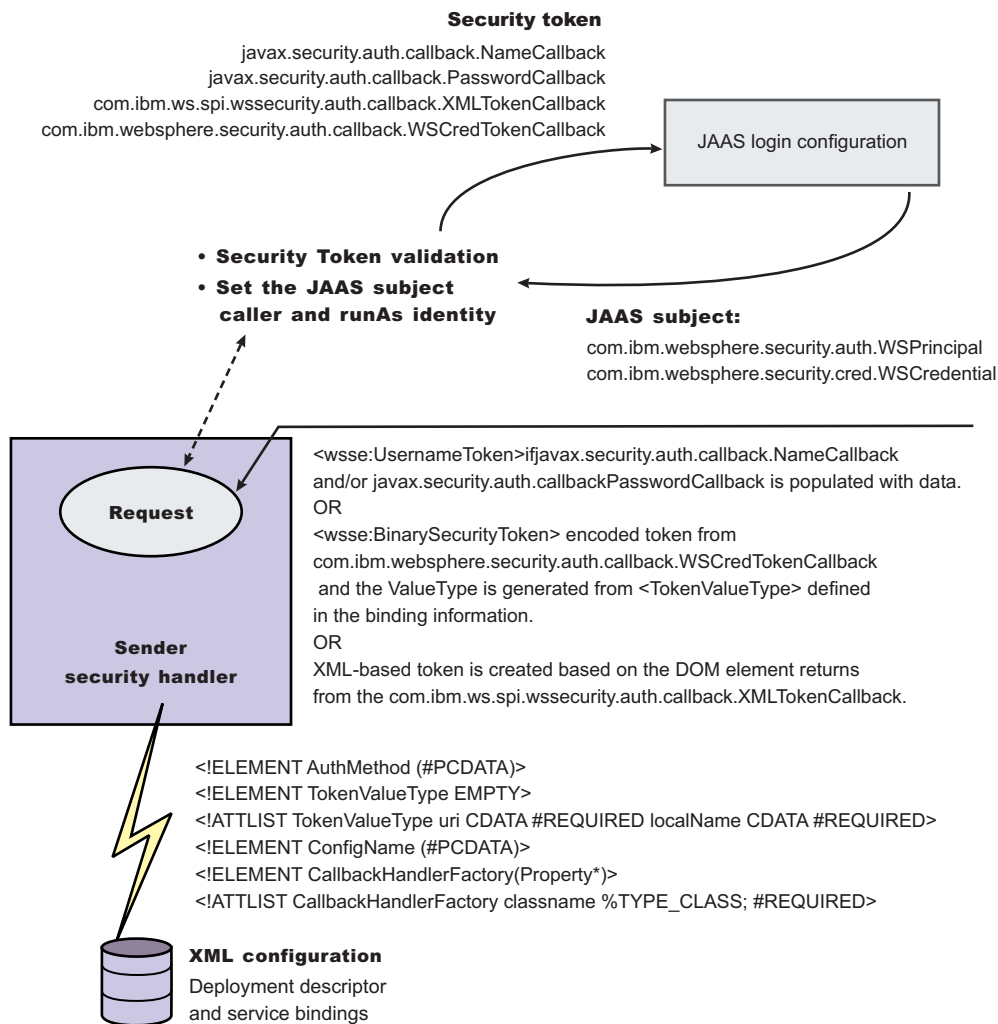 Security token
javax.security.auth.callback.NameCallback
javax.security.auth.callback.PasswordCallback
com.ibm.ws.spi.wssecurity.auth.callback.XMLTokenCallback
com.ibm.websphere.security.auth.callback.WSCredTokenCallback
JAAS login configuration
• Security Token validation
• Set the JAAS subject
caller and runAs identity
JAAS subject:
com.ibm.websphere.security.auth.WSPrincipal
com.ibm.websphere.security.cred.WSCredential
Request
Sender
security handler
<wsse:UsernameToken>ifjavax.security.auth.callback.NameCallback
and/or javax.security.auth.callbackPasswordCallback is populated with data.
OR
<wsse:BinarySecurityToken> encoded token from
com.ibm.websphere.security.auth.callback.WSCredTokenCallback
and the ValueType is generated from <TokenValueType> defined
in the binding information.
OR
XML-based token is created based on the DOM element returns
from the com.ibm.ws.spi.wssecurity.auth.callback.XMLTokenCallback.
<!ELEMENT AuthMethod (#PCDATA)>
<!ELEMENT TokenValueType EMPTY>
<!ATTLIST TokenValueType uri CDATA #REQUIRED localName CDATA #REQUIRED>
<!ELEMENT ConfigName (#PCDATA)>
<!ELEMENT CallbackHandlerFactory(Property*)>
<!ATTLIST CallbackHandlerFactory classname %TYPE_CLASS; #REQUIRED>
XML configuration
Deployment descriptor
and service bindings